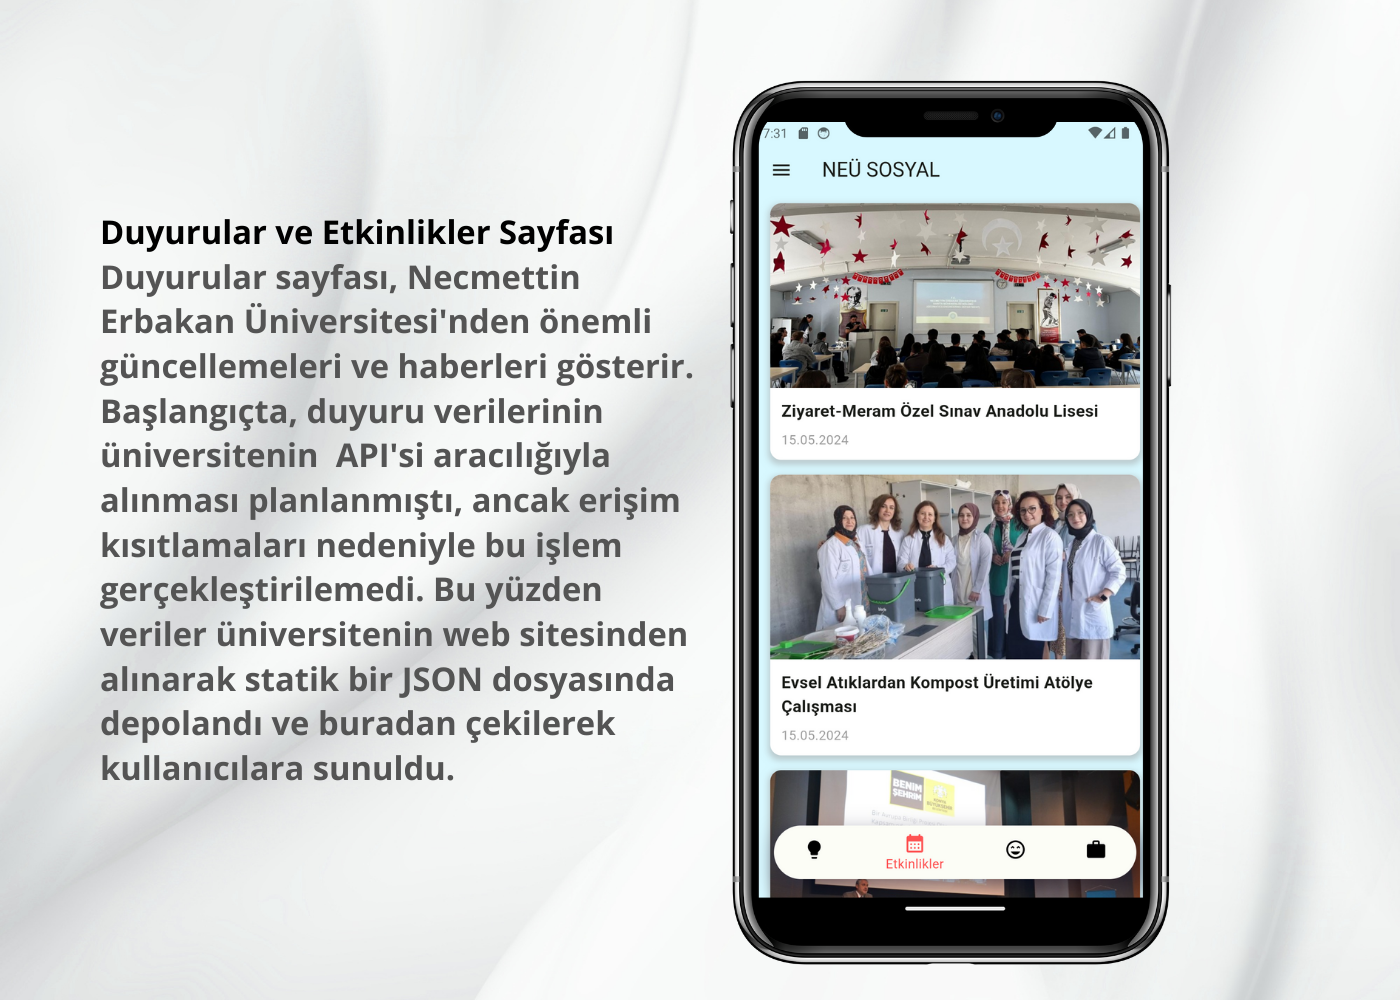 Duyurular ve Etkinlikler Sayfası
Duyurular sayfası, Necmettin
Erbakan Üniversitesi'nden önemli
güncellemeleri ve haberleri gösterir.
Başlangıçta, duyuru verilerinin
üniversitenin  API'si aracılığıyla
alınması planlanmıştı, ancak erişim
kısıtlamaları nedeniyle bu işlem
gerçekleştirilemedi. Bu yüzden
veriler üniversitenin web sitesinden
alınarak statik bir JSON dosyasında
depolandı ve buradan çekilerek
kullanıcılara sunuldu.
7:31
NEÜ SOSYAL
Ziyaret-Meram Özel Sınav Anadolu Lisesi
15.05.2024
Evsel Atıklardan Kompost Üretimi Atölye
Çalışması
15.05.2024
BENİM
ŞEHRİM
Etkinlikler